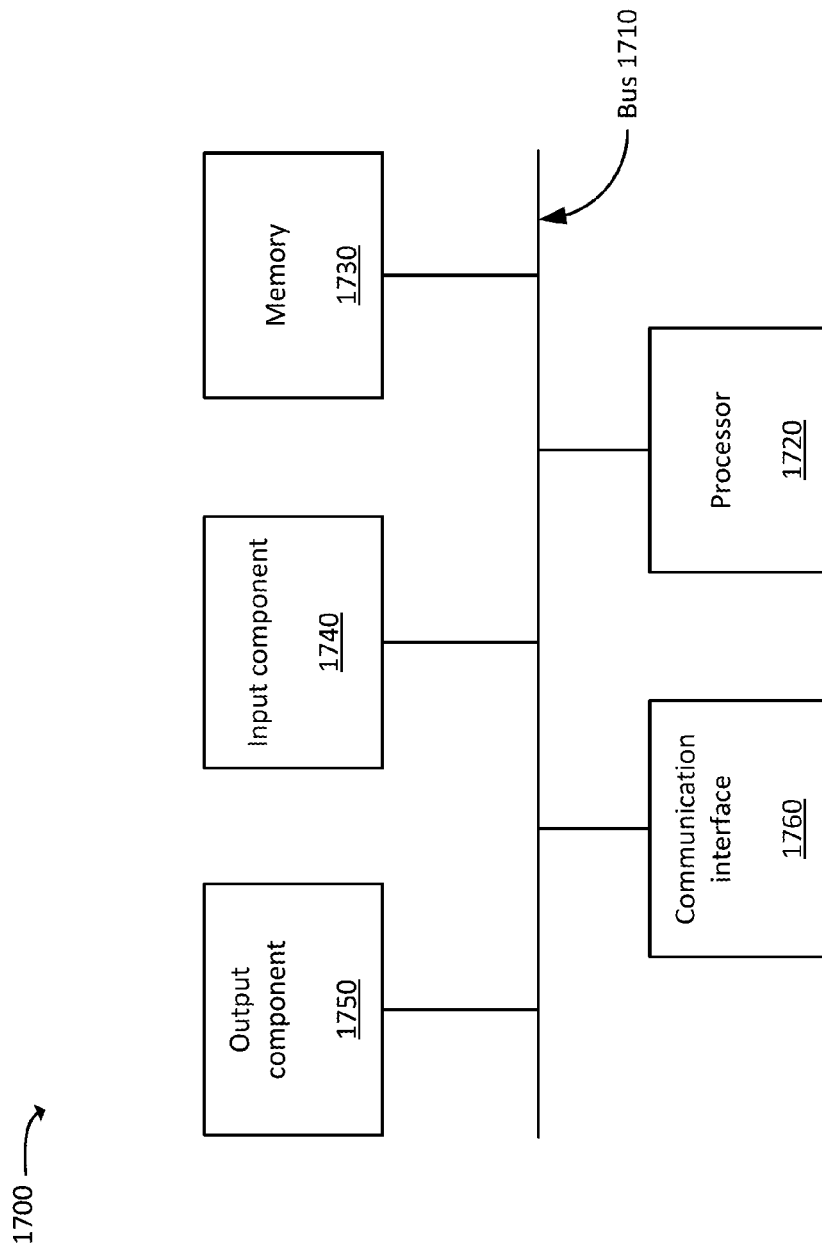 1700
Output
component
1750
Input component
1740
Memory
1730
Communication
interface
1760
Processor
1720
Bus 1710